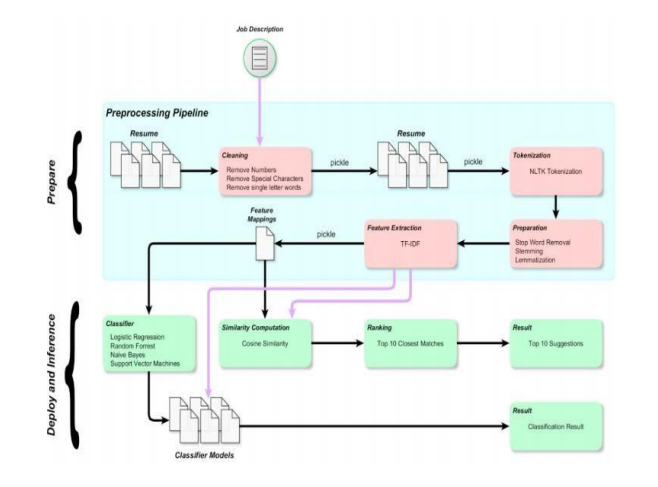 Job Description
Preprocessing Pipeline
Prepare
Resume
Cleaning
Remove Numbers
Remove Special Characters
Remove single letter words
pickle
Resume
pickle
Tokenization
NLTK Tokenization
Feature
Mappings
pickle
Feature Extraction
TF-IDF
Preparation
Stop Word Removal
Stemming
Lemmatization
Deploy and Inference
Classifier
Logistic Regression
Random Forrest
Naive Bayes
Support Vector Machines
Similarity Computation
Cosine Similarity
Ranking
Top 10 Closest Matches
Result
Top 10 Suggestions
Classifier Models
Result
Classification Result